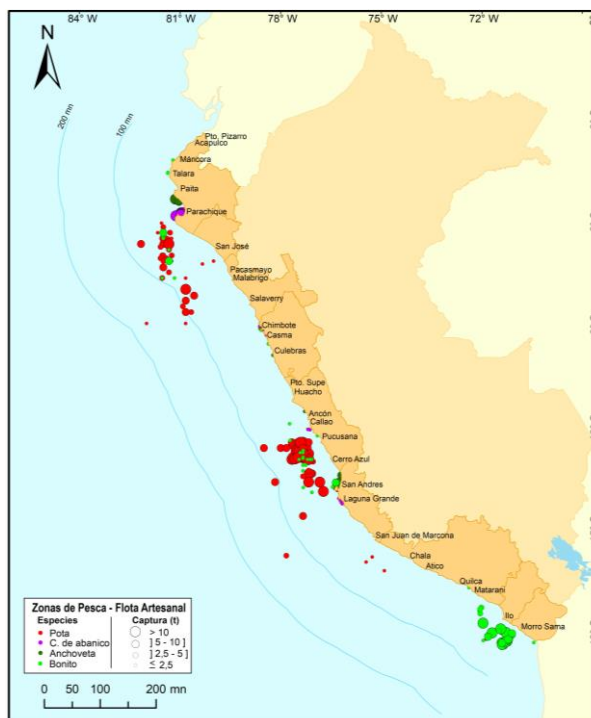 84° W
81°W
78°W
75°W
72°W
N
200 mn
100 mn
Pto. Pizarro
Acapulco
Máncora
Talara
Paita
Parachique
San José
Pacasmayo
Malabrigo
Salaverry
Chimbote
Casma
Culebras
Pto. Supe
Huacho
Ancón
Callao
Pucusana
Cerro Azul
San Andres
Laguna Grande
San Juan de Marcona
Chala
Atico
Quilca
Matarani
Ilo
Morro Sama
Zonas de Pesca - Flota Artesanal
Especies Captura (t)
Pota > 10
C. de abanico ] 5 - 10 ]
Anchoveta ] 2,5 - 5 ]
Bonito ≤ 2,5
0 50 100 200 mn